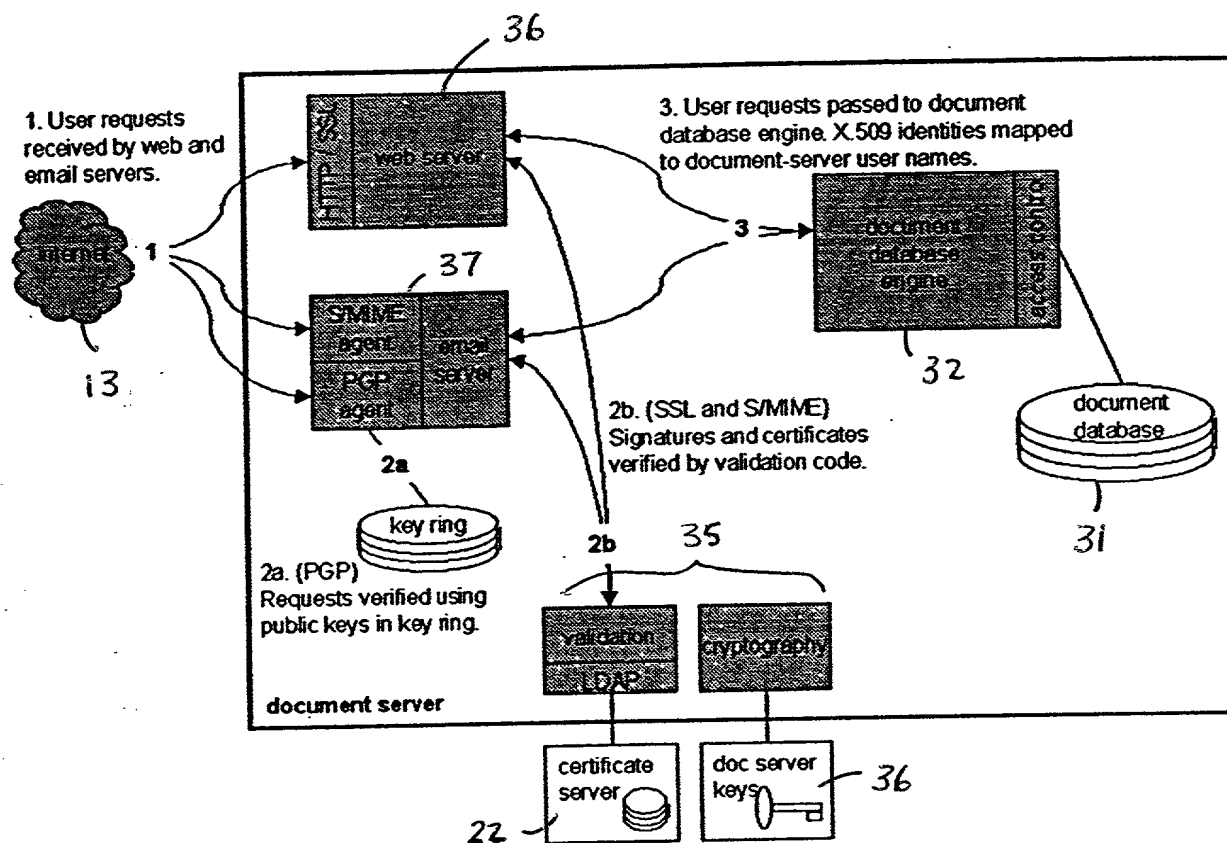 36
1. User requests
received by web and
email servers.
HTTP / SSL
web server
3. User requests passed to document
database engine. X.509 identities mapped
to document-server user names.
internet
1
3
document
database
engine
access control
37
S/MIME
agent
email
server
PGP
agent
13
32
2a
2b. (SSL and S/MIME)
Signatures and certificates
verified by validation code.
document
database
key ring
2b
35
31
2a. (PGP)
Requests verified using
public keys in key ring.
validation
LDAP
cryptography
document server
certificate
server
doc server
keys
36
22